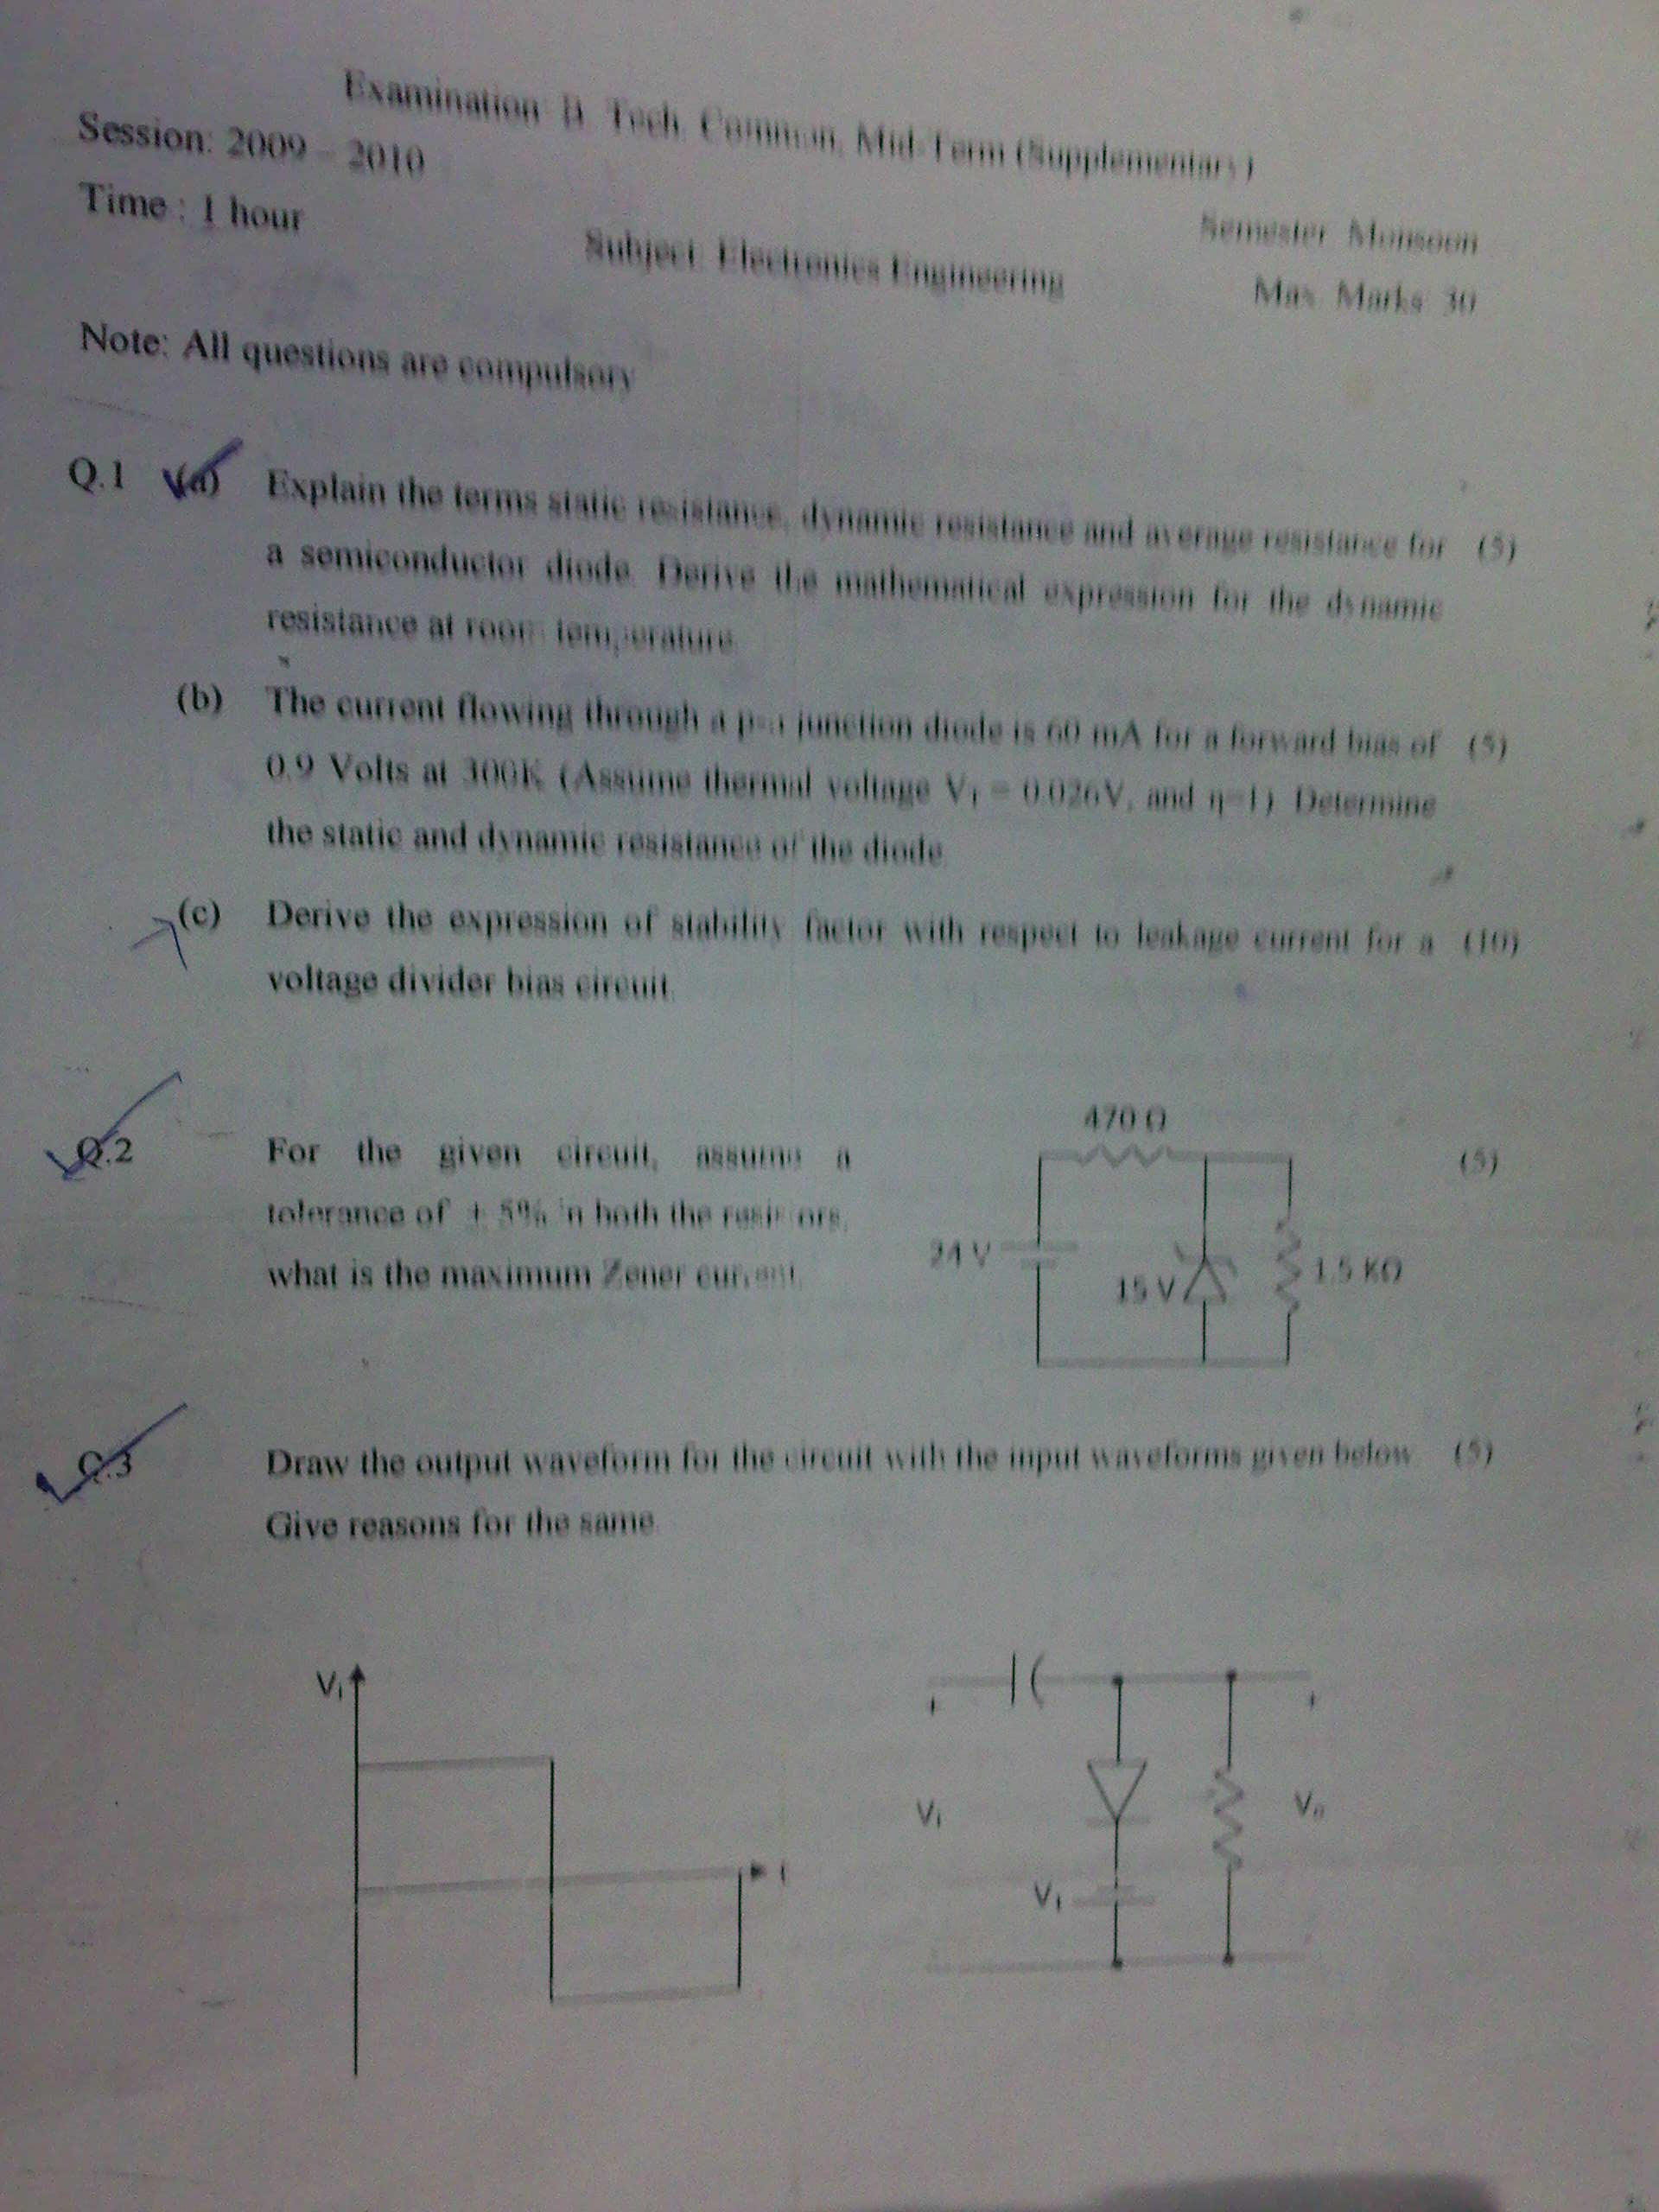 Examination B. Tech. Common, Mid Term (Supplementary)
Session: 2009 - 2010
Semester Monsoon
Time : 1 hour
Max Marks 30
Subject Electronics Engineering
Note: All questions are compulsory
Q.1 (a) Explain the terms static resistance, dynamic resistance and average resistance for (5)
a semiconductor diode. Derive the mathematical expression for the dynamic
resistance at room temperature.
(b) The current flowing through a p-n junction diode is 60 mA for a forward bias of (5)
0.9 Volts at 300K (Assume thermal voltage VT = 0.026V, and η=1) Determine
the static and dynamic resistance of the diode
(c) Derive the expression of stability factor with respect to leakage current for a (10)
voltage divider bias circuit.
470 Ω
Q.2 For the given circuit, assume a (5)
tolerance of ± 5% in both the resistors,
what is the maximum Zener current.
24 V
15 V
1.5 KΩ
Q.3 Draw the output waveform for the circuit with the input waveforms given below (5)
Give reasons for the same
Vi
t
Vi
Vo
V1